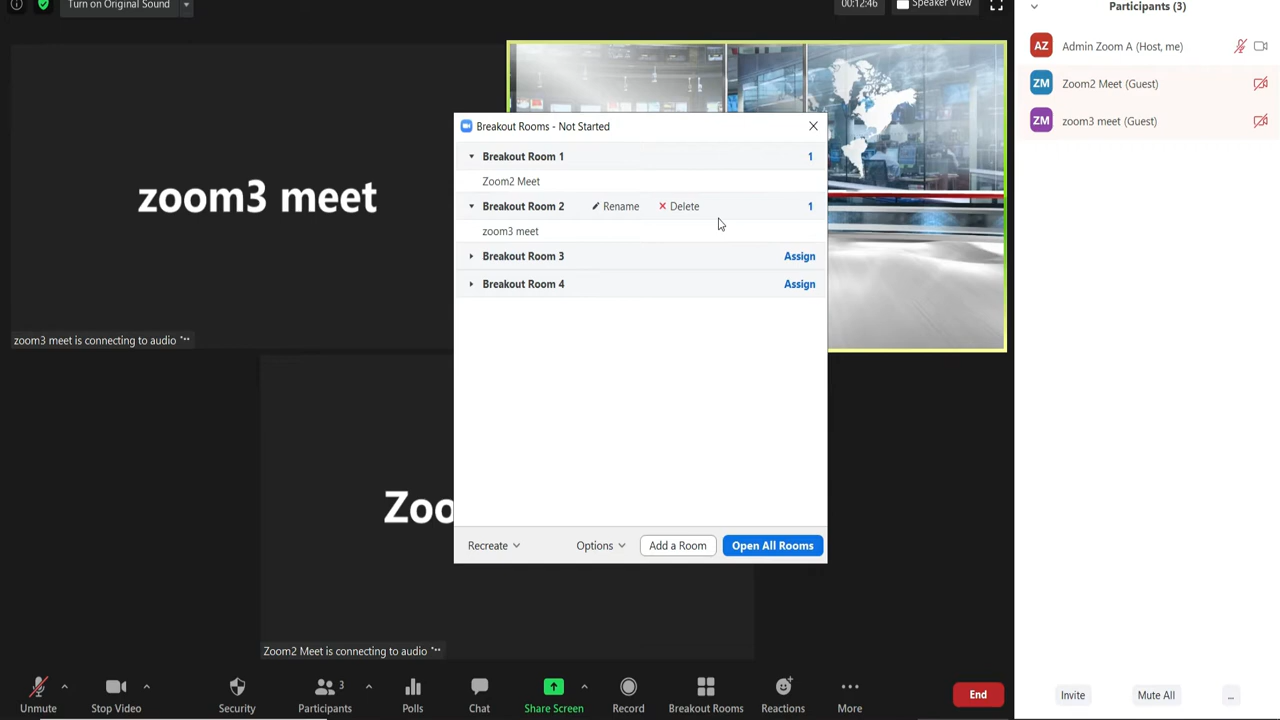 Turn on Original Sound
00:12:46
Speaker View
Participants (3)
AZ Admin Zoom A (Host, me)
ZM Zoom2 Meet (Guest)
ZM zoom3 meet (Guest)
zoom3 meet
zoom3 meet is connecting to audio
Breakout Rooms - Not Started
Breakout Room 1 1
Zoom2 Meet
Breakout Room 2 Rename Delete 1
zoom3 meet
Breakout Room 3 Assign
Breakout Room 4 Assign
Recreate Options Add a Room Open All Rooms
Zoo
Zoom2 Meet is connecting to audio
3
Unmute Stop Video Security Participants Polls Chat Share Screen Record Breakout Rooms Reactions More End
Invite Mute All ...